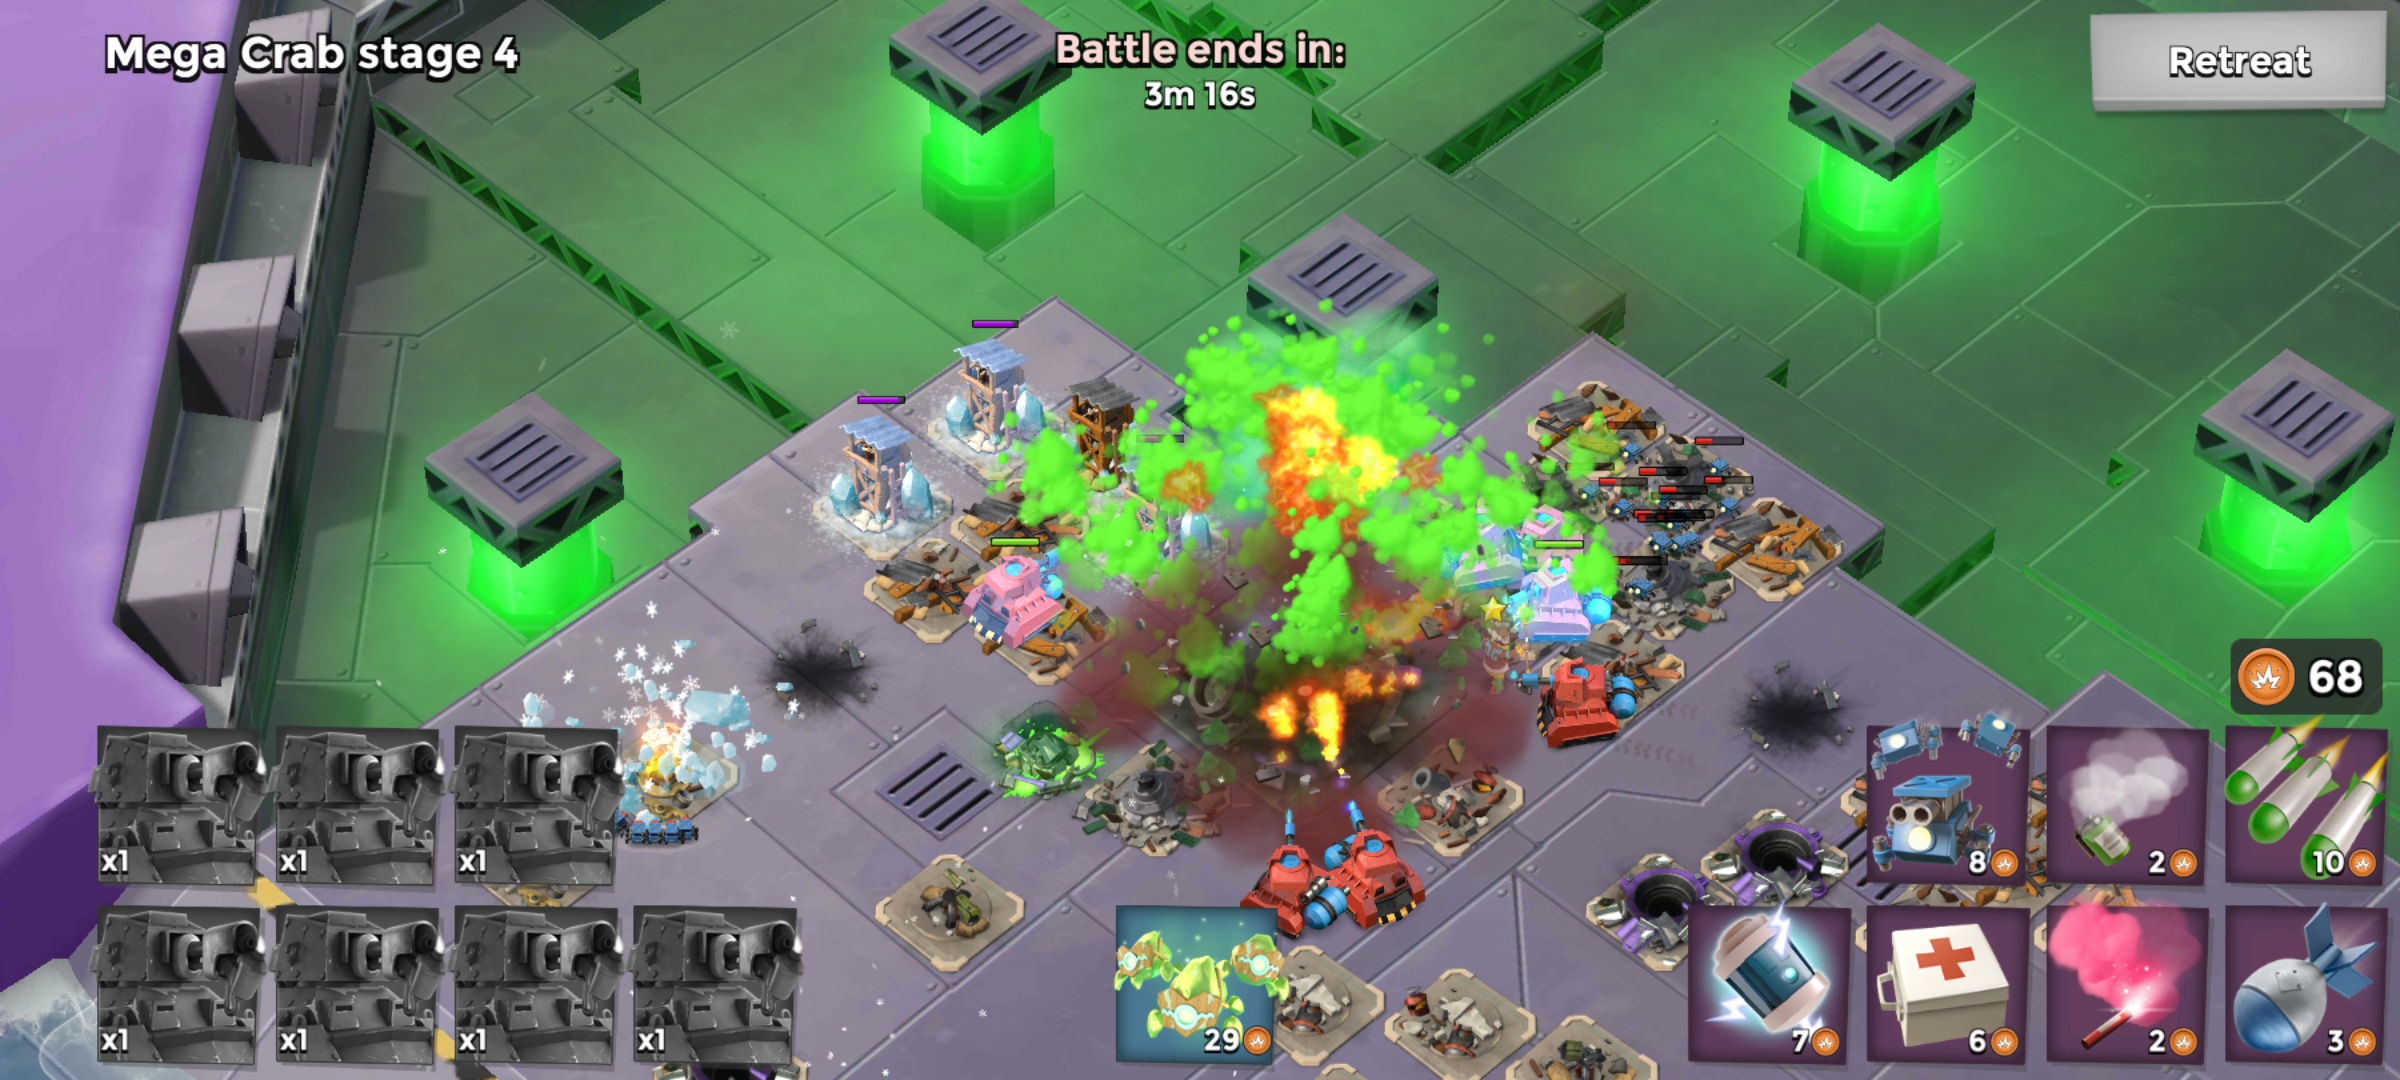 Mega Crab stage 4
Battle ends in:
3m 16s
Retreat
68
x1
x1
x1
8
2
10
x1
x1
x1
x1
29
7
6
2
3